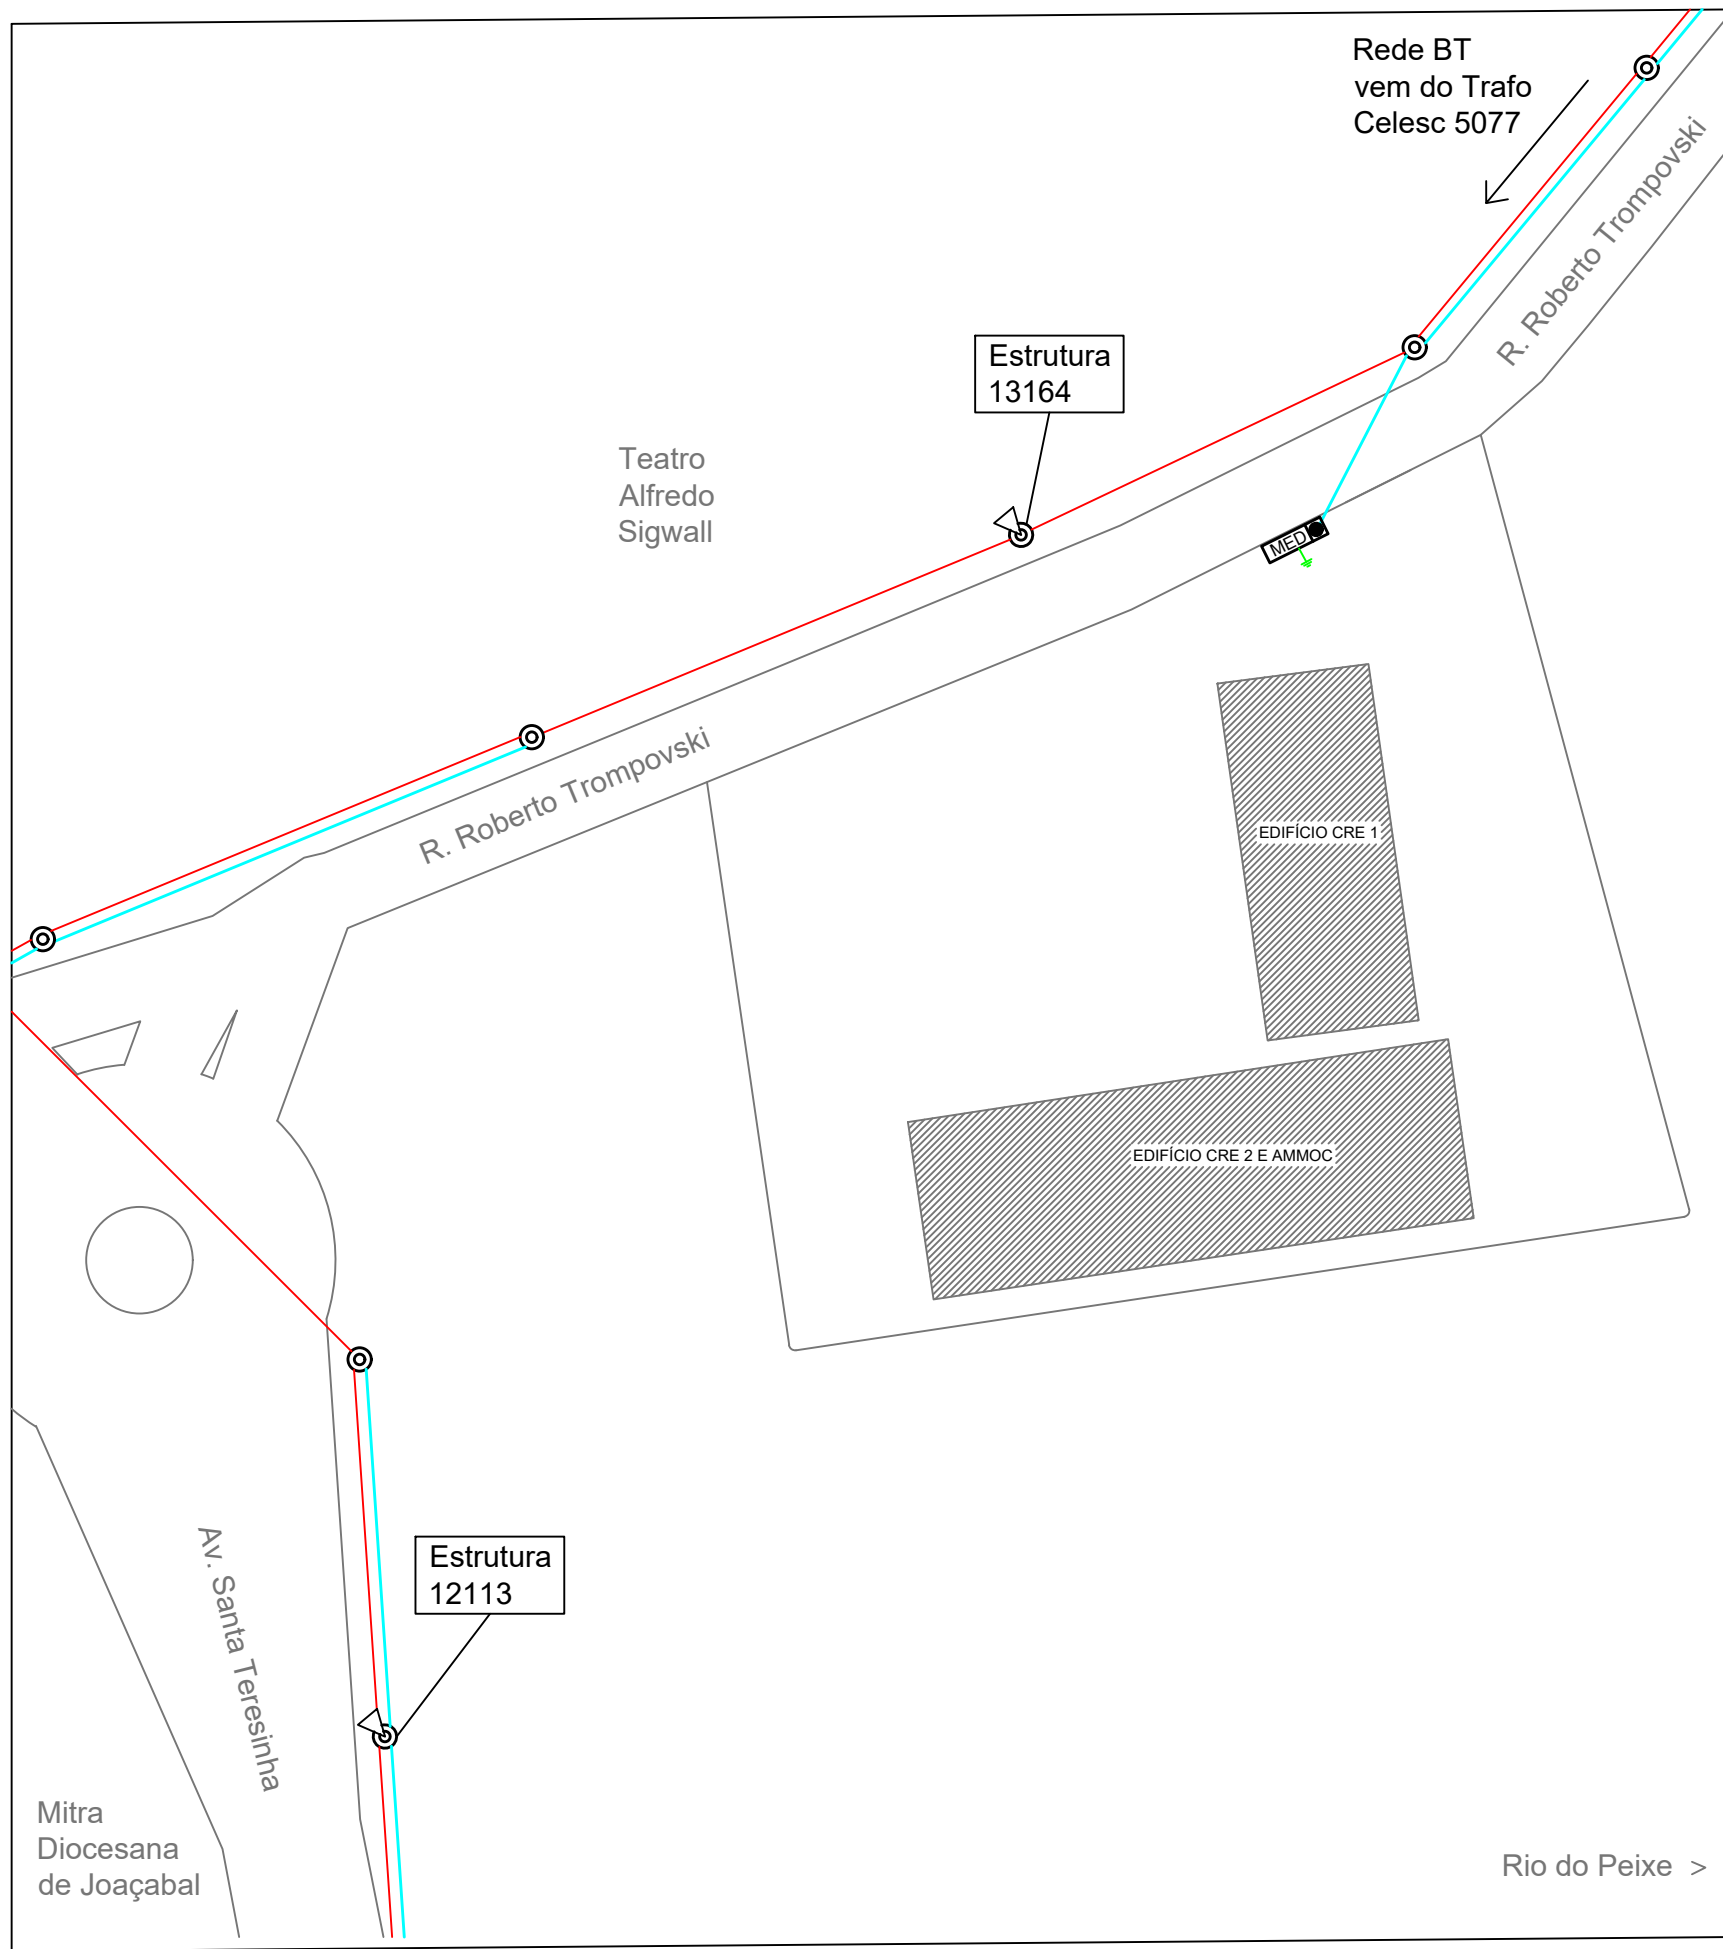 Rede BT
vem do Trafo
Celesc 5077
R. Roberto Trompovski
Estrutura
13164
Teatro
Alfredo
Sigwall
MED
R. Roberto Trompovski
EDIFÍCIO CRE 1
EDIFÍCIO CRE 2 E AMMOC
Estrutura
12113
Av. Santa Teresinha
Mitra
Diocesana
de Joaçabal
Rio do Peixe >